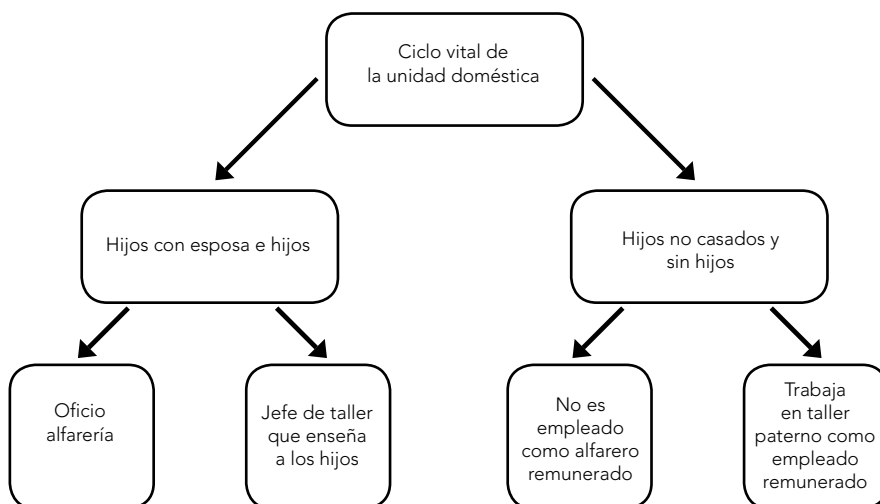 Ciclo vital de
la unidad doméstica
Hijos con esposa e hijos
Hijos no casados y
sin hijos
Oficio
alfarería
Jefe de taller
que enseña
a los hijos
No es
empleado
como alfarero
remunerado
Trabaja
en taller
paterno como
empleado
remunerado